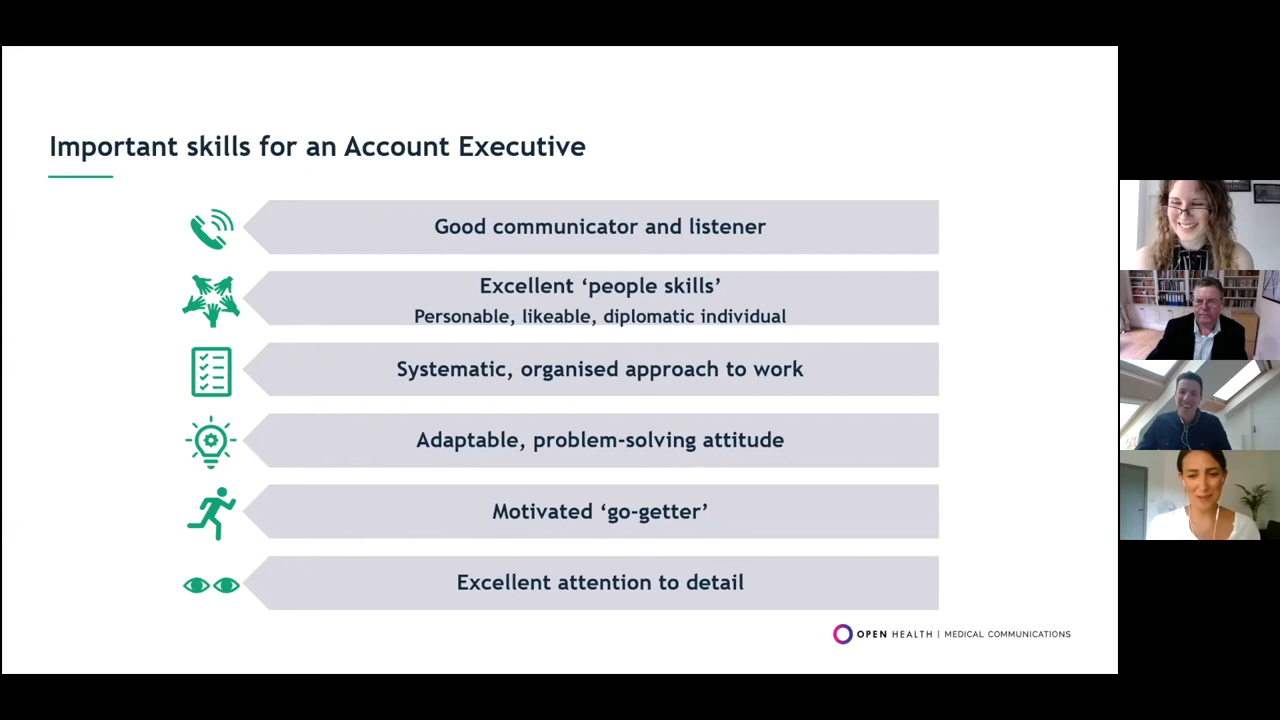 Important skills for an Account Executive
Good communicator and listener
Excellent ‘people skills’
Personable, likeable, diplomatic individual
Systematic, organised approach to work
Adaptable, problem-solving attitude
Motivated ‘go-getter’
Excellent attention to detail
OPEN HEALTH | MEDICAL COMMUNICATIONS